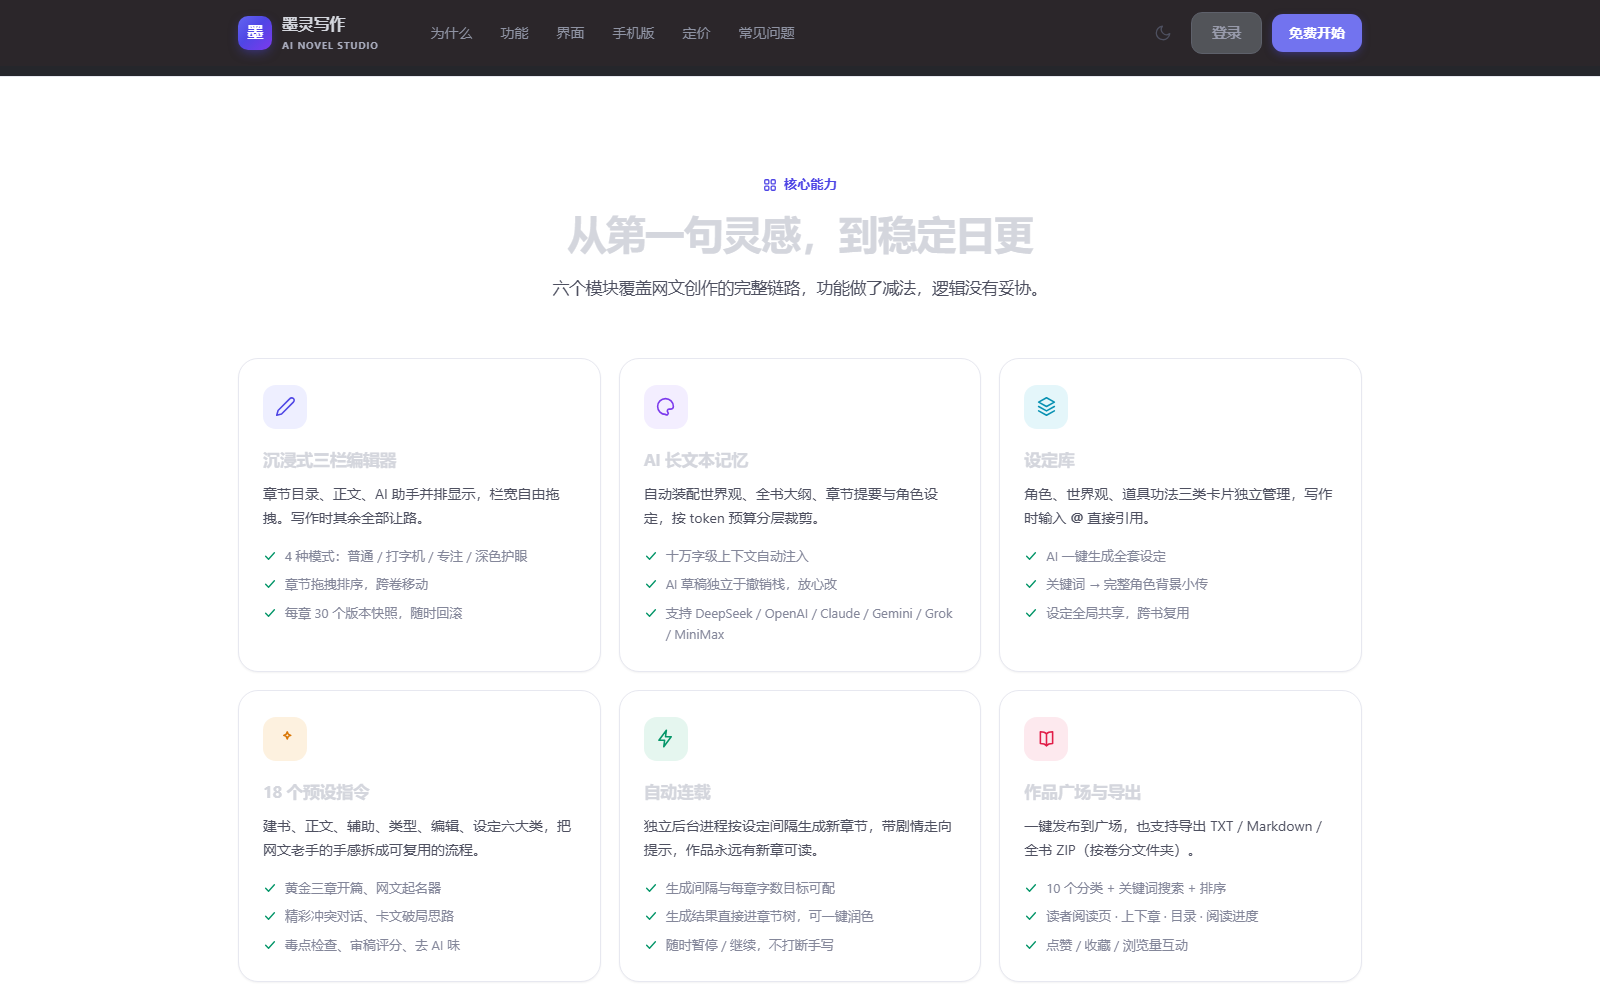 墨
墨灵写作
AI NOVEL STUDIO
为什么
功能
界面
手机版
定价
常见问题
登录
免费开始
核心能力
从第一句灵感，到稳定日更
六个模块覆盖网文创作的完整链路，功能做了减法，逻辑没有妥协。
沉浸式三栏编辑器
章节目录、正文、AI 助手并排显示，栏宽自由拖
拽。写作时其余全部让路。
4 种模式：普通 / 打字机 / 专注 / 深色护眼
章节拖拽排序，跨卷移动
每章 30 个版本快照，随时回滚
AI 长文本记忆
自动装配世界观、全书大纲、章节提要与角色设
定，按 token 预算分层裁剪。
十万字级上下文自动注入
AI 草稿独立于撤销栈，放心改
支持 DeepSeek / OpenAI / Claude / Gemini / Grok
/ MiniMax
设定库
角色、世界观、道具功法三类卡片独立管理，写作
时输入 @ 直接引用。
AI 一键生成全套设定
关键词 → 完整角色背景小传
设定全局共享，跨书复用
18 个预设指令
建书、正文、辅助、类型、编辑、设定六大类，把
网文老手的手感拆成可复用的流程。
黄金三章开篇、网文起名器
精彩冲突对话、卡文破局思路
毒点检查、审稿评分、去 AI 味
自动连载
独立后台进程按设定间隔生成新章节，带剧情走向
提示，作品永远有新章可读。
生成间隔与每章字数目标可配
生成结果直接进章节树，可一键润色
随时暂停 / 继续，不打断手写
作品广场与导出
一键发布到广场，也支持导出 TXT / Markdown /
全书 ZIP（按卷分文件夹）。
10 个分类 + 关键词搜索 + 排序
读者阅读页 · 上下章 · 目录 · 阅读进度
点赞 / 收藏 / 浏览量互动